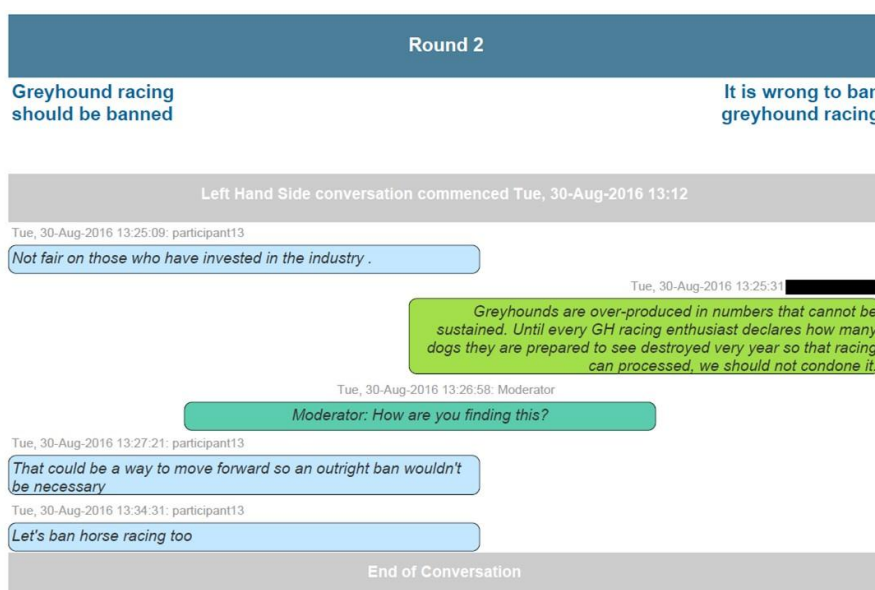 Round 2
Greyhound racing
should be banned
It is wrong to ban
greyhound racing
Left Hand Side conversation commenced Tue, 30-Aug-2016 13:12
Tue, 30-Aug-2016 13:25:09: participant13
Not fair on those who have invested in the industry .
Tue, 30-Aug-2016 13:25:31
Greyhounds are over-produced in numbers that cannot be
sustained. Until every GH racing enthusiast declares how many
dogs they are prepared to see destroyed very year so that racing
can processed, we should not condone it.
Tue, 30-Aug-2016 13:26:58: Moderator
Moderator: How are you finding this?
Tue, 30-Aug-2016 13:27:21: participant13
That could be a way to move forward so an outright ban wouldn't
be necessary
Tue, 30-Aug-2016 13:34:31: participant13
Let's ban horse racing too
End of Conversation